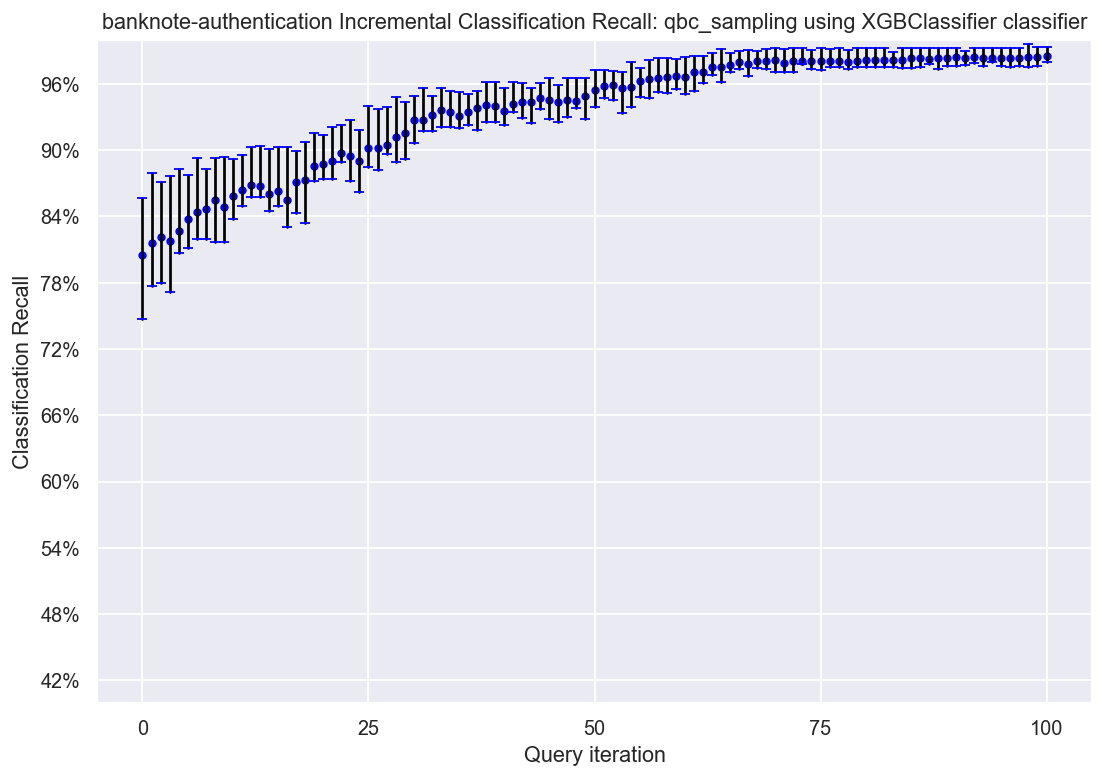 banknote-authentication Incremental Classification Recall: qbc_sampling using XGBClassifier classifier
96%
90%
84%
78%
72%
66%
60%
54%
48%
42%
Classification Recall
0 25 50 75 100
Query iteration